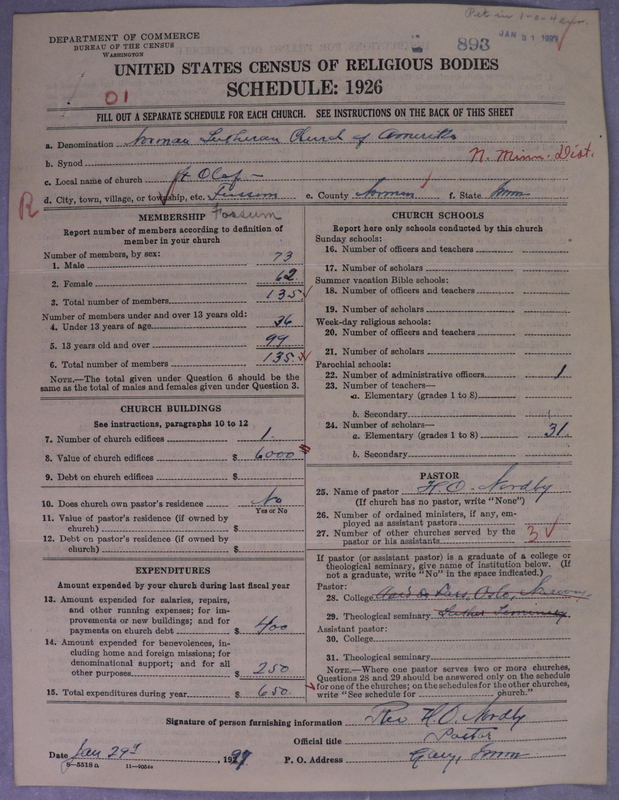 Ret'd in 1-2-4 am.
DEPARTMENT OF COMMERCE
BUREAU OF THE CENSUS
WASHINGTON
893
JAN 31 1927
UNITED STATES CENSUS OF RELIGIOUS BODIES
SCHEDULE: 1926
01
FILL OUT A SEPARATE SCHEDULE FOR EACH CHURCH. SEE INSTRUCTIONS ON THE BACK OF THIS SHEET
a. Denomination Norman Lutheran Church of America
b. Synod N. Minn. Dist.
c. Local name of church St Olaf
R d. City, town, village, or township, etc. Fossum e. County Norman f. State Minn
Fossum
MEMBERSHIP
Report number of members according to definition of
member in your church
Number of members, by sex:
1. Male 73
2. Female 62
3. Total number of members 135
Number of members under and over 13 years old:
4. Under 13 years of age 36
5. 13 years old and over 99
6. Total number of members 135
NOTE.—The total given under Question 6 should be
same as the total of males and females given under Question 3.
CHURCH BUILDINGS
See instructions, paragraphs 10 to 12
7. Number of church edifices 1
8. Value of church edifices $ 6000
9. Debt on church edifices $
10. Does church own pastor's residence No
Yes or No
11. Value of pastor's residence (if owned by
church) $
12. Debt on pastor's residence (if owned by
church) $
EXPENDITURES
Amount expended by your church during last fiscal year
13. Amount expended for salaries, repairs,
and other running expenses; for im-
provements or new buildings; and for
payments on church debt $ 400
14. Amount expended for benevolences, in-
cluding home and foreign missions; for
denominational support; and for all
other purposes $ 250
15. Total expenditures during year $ 650
CHURCH SCHOOLS
Report here only schools conducted by this church
Sunday schools:
16. Number of officers and teachers
17. Number of scholars
Summer vacation Bible schools:
18. Number of officers and teachers
19. Number of scholars
Week-day religious schools:
20. Number of officers and teachers
21. Number of scholars
Parochial schools:
22. Number of administrative officers 1
23. Number of teachers—
a. Elementary (grades 1 to 8)
b. Secondary 1
24. Number of scholars—
a. Elementary (grades 1 to 8) 31
b. Secondary
PASTOR
25. Name of pastor H. O. Nordby
(If church has no pastor, write "None")
26. Number of ordained ministers, if any, em-
ployed as assistant pastors
27. Number of other churches served by the
pastor or his assistants 3
If pastor (or assistant pastor) is a graduate of a college or
theological seminary, give name of institution below. (If
not a graduate, write "No" in the space indicated.)
Pastor:
28. College Oslo, Norway
29. Theological seminary Luther Seminary
Assistant pastor:
30. College
31. Theological seminary
NOTE.—Where one pastor serves two or more churches,
Questions 28 and 29 should be answered only on the schedule
for one of the churches; on the schedules for the other churches,
write "See schedule for church."
Signature of person furnishing information Rev H. O. Nordby
Official title Pastor
Date Jan 29, 1927 P. O. Address Gary, Minn
8—5518 a 11—9054